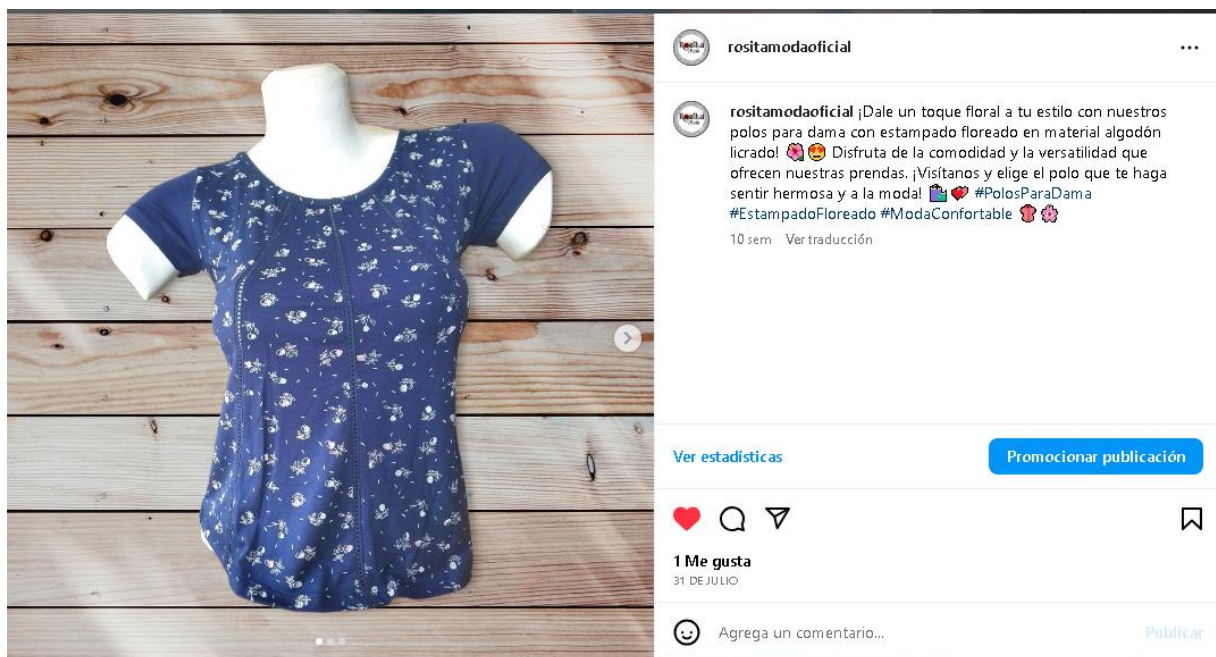 rositamodaoficial
rositamodaoficial ¡Dale un toque floral a tu estilo con nuestros
polos para dama con estampado floreado en material algodón
licrado! 🌺😍 Disfruta de la comodidad y la versatilidad que
ofrecen nuestras prendas. ¡Visítanos y elige el polo que te haga
sentir hermosa y a la moda! 🛍️💖 #PolosParaDama
#EstampadoFloreado #ModaConfortable 👚🌸
10 sem Ver traducción
Ver estadísticas
Promocionar publicación
1 Me gusta
31 DE JULIO
Agrega un comentario...
Publicar